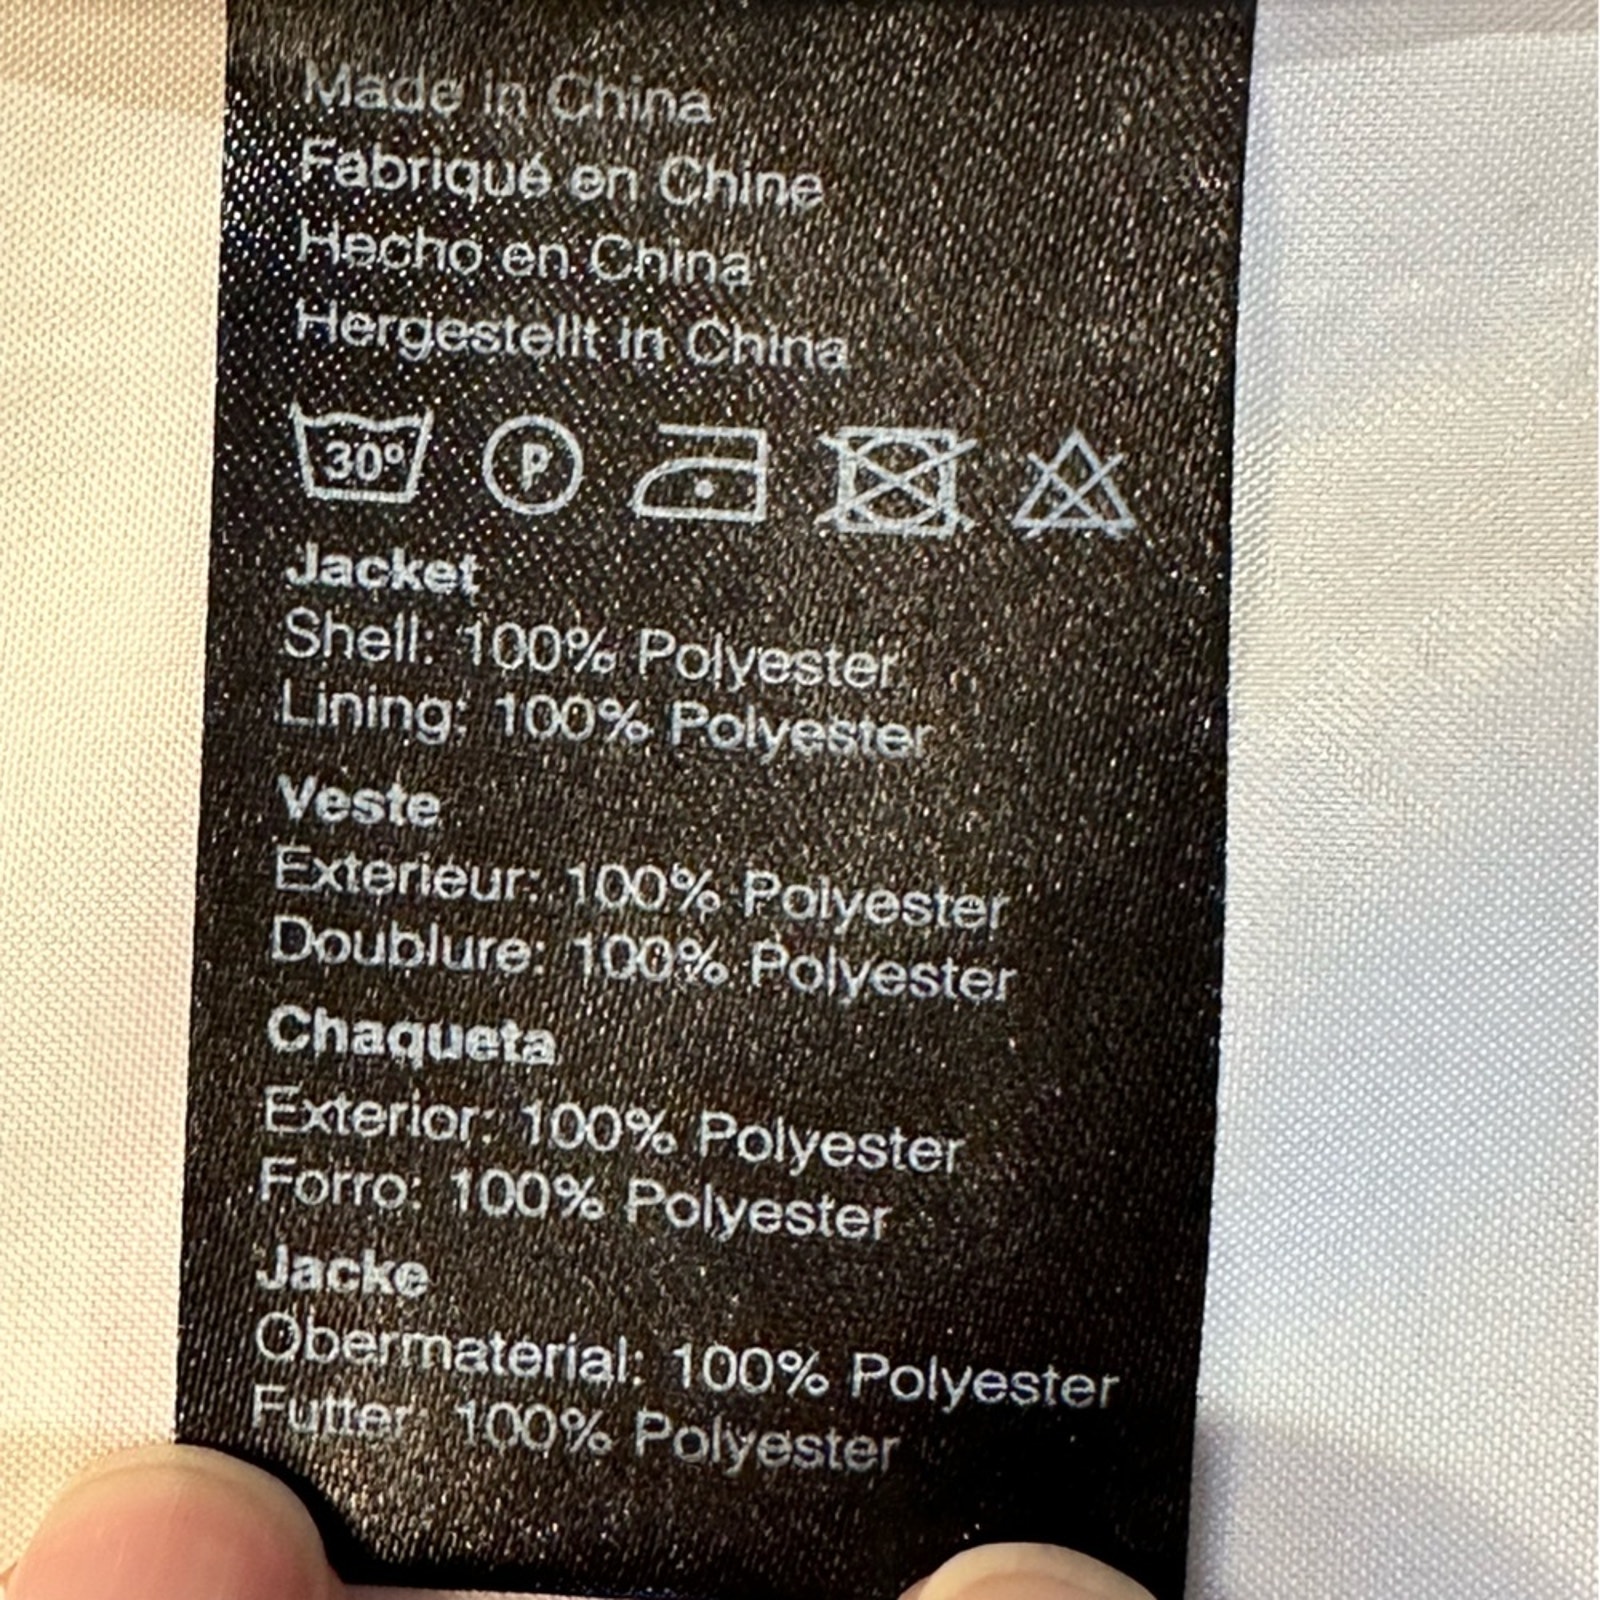 Made in China
Fabriqué en Chine
Hecho en China
Hergestellt in China
30° P
Jacket
Shell: 100% Polyester
Lining: 100% Polyester
Veste
Exterieur: 100% Polyester
Doublure: 100% Polyester
Chaqueta
Exterior: 100% Polyester
Forro: 100% Polyester
Jacke
Obermaterial: 100% Polyester
Futter: 100% Polyester